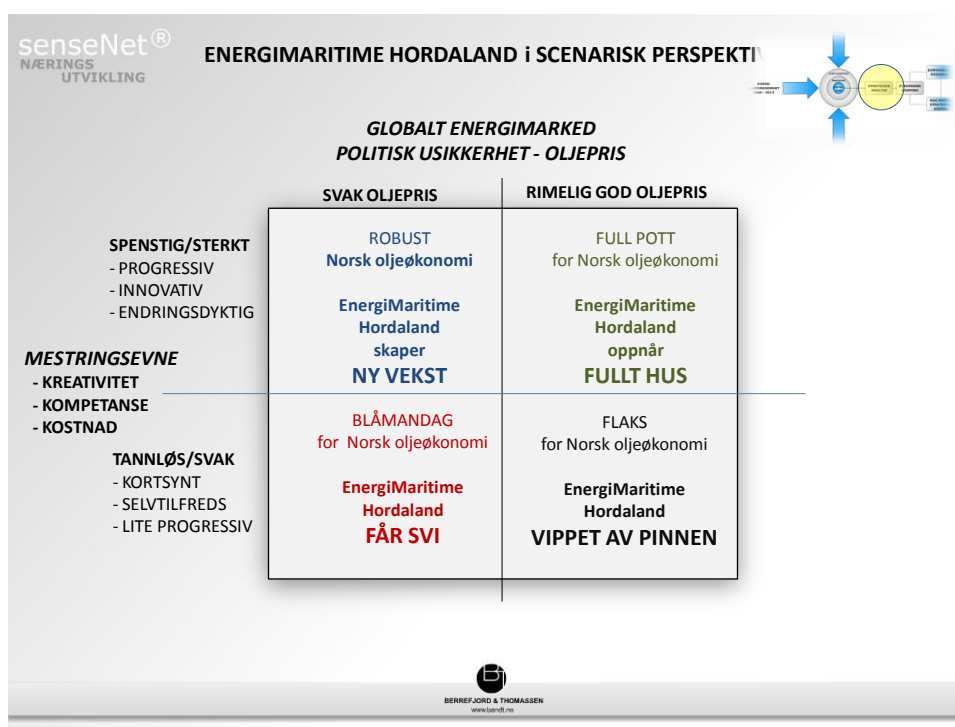 senseNet®
NÆRINGS
UTVIKLING
ENERGIMARITIME HORDALAND i SCENARISK PERSPEKTIV
GLOBALT ENERGIMARKED
POLITISK USIKKERHET - OLJEPRIS
SVAK OLJEPRIS
RIMELIG GOD OLJEPRIS
SPENSTIG/STERKT
- PROGRESSIV
- INNOVATIV
- ENDRINGSDYKTIG
ROBUST
Norsk oljeøkonomi
EnergiMaritime
Hordaland
skaper
NY VEKST
FULL POTT
for Norsk oljeøkonomi
EnergiMaritime
Hordaland
oppnår
FULLT HUS
MESTRINGSEVNE
- KREATIVITET
- KOMPETANSE
- KOSTNAD
TANNLØS/SVAK
- KORTSYNT
- SELVTILFREDS
- LITE PROGRESSIV
BLÅMANDAG
for Norsk oljeøkonomi
EnergiMaritime
Hordaland
FÅR SVI
FLAKS
for Norsk oljeøkonomi
EnergiMaritime
Hordaland
VIPPET AV PINNEN
BERREFJORD & THOMASSEN
www.bandt.no